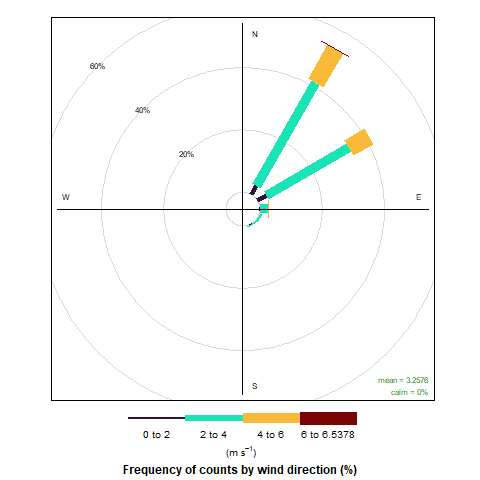 N
60%
40%
20%
W
E
S
mean = 3.2576
calm = 0%
0 to 2 2 to 4 4 to 6 6 to 6.5378
(m s⁻¹)
Frequency of counts by wind direction (%)